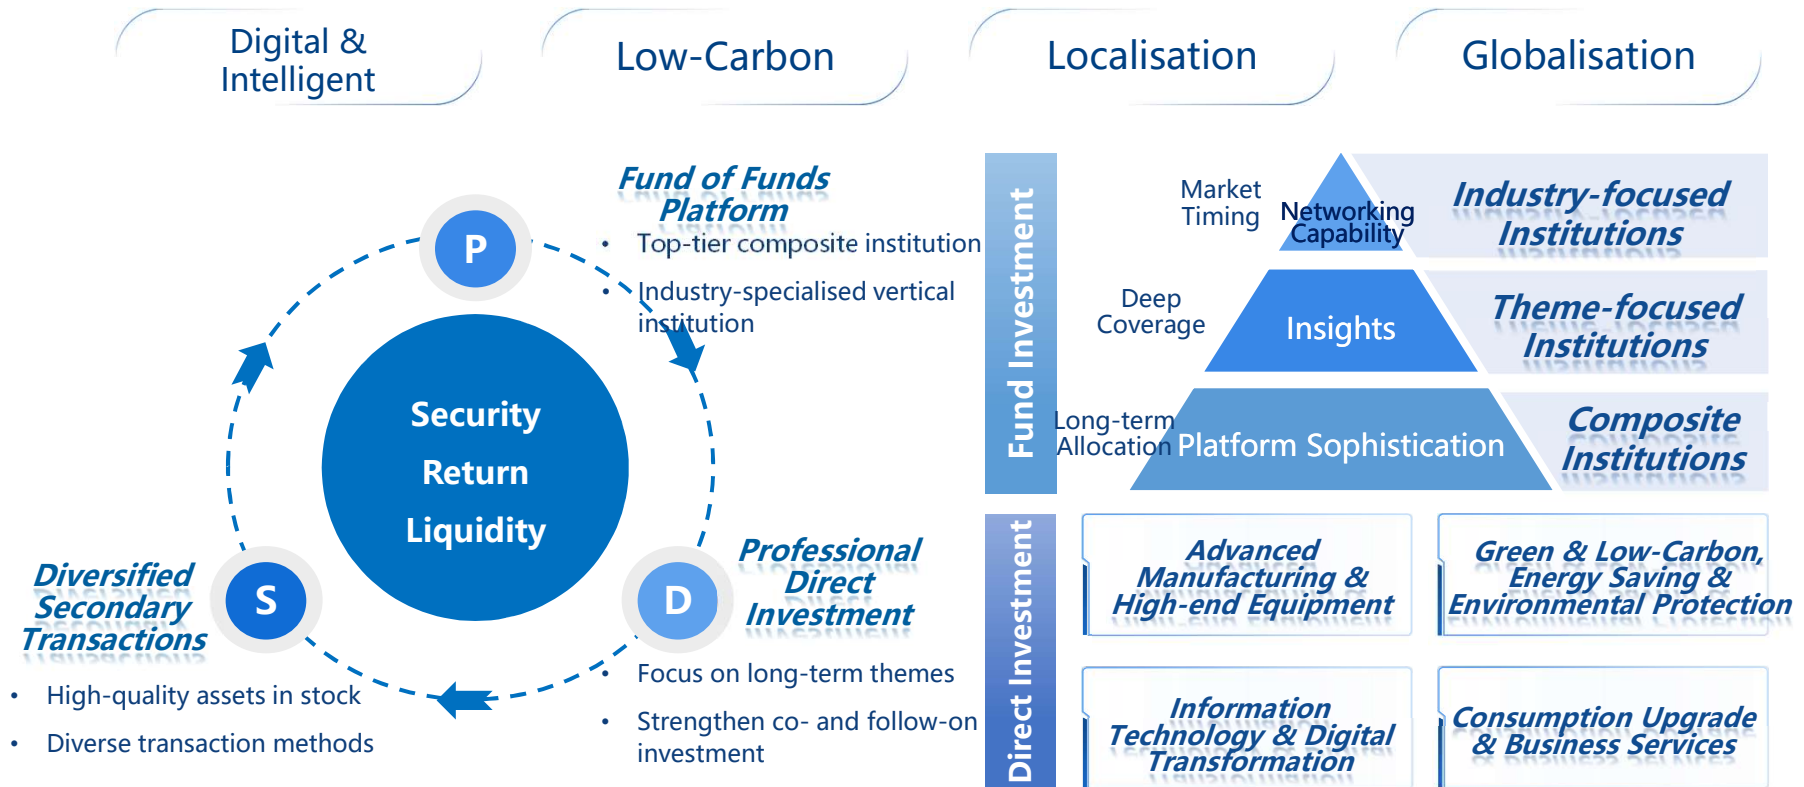 Digital &
Intelligent
Low-Carbon
Localisation
Globalisation
P
Fund of Funds
Platform
• Top-tier composite institution
• Industry-specialised vertical
institution
Security
Return
Liquidity
S
Diversified
Secondary
Transactions
• High-quality assets in stock
• Diverse transaction methods
D
Professional
Direct
Investment
• Focus on long-term themes
• Strengthen co- and follow-on
investment
Fund Investment
Market
Timing
Networking
Capability
Industry-focused
Institutions
Deep
Coverage
Insights
Theme-focused
Institutions
Long-term
Allocation
Platform Sophistication
Composite
Institutions
Direct Investment
Advanced
Manufacturing &
High-end Equipment
Green & Low-Carbon,
Energy Saving &
Environmental Protection
Information
Technology & Digital
Transformation
Consumption Upgrade
& Business Services